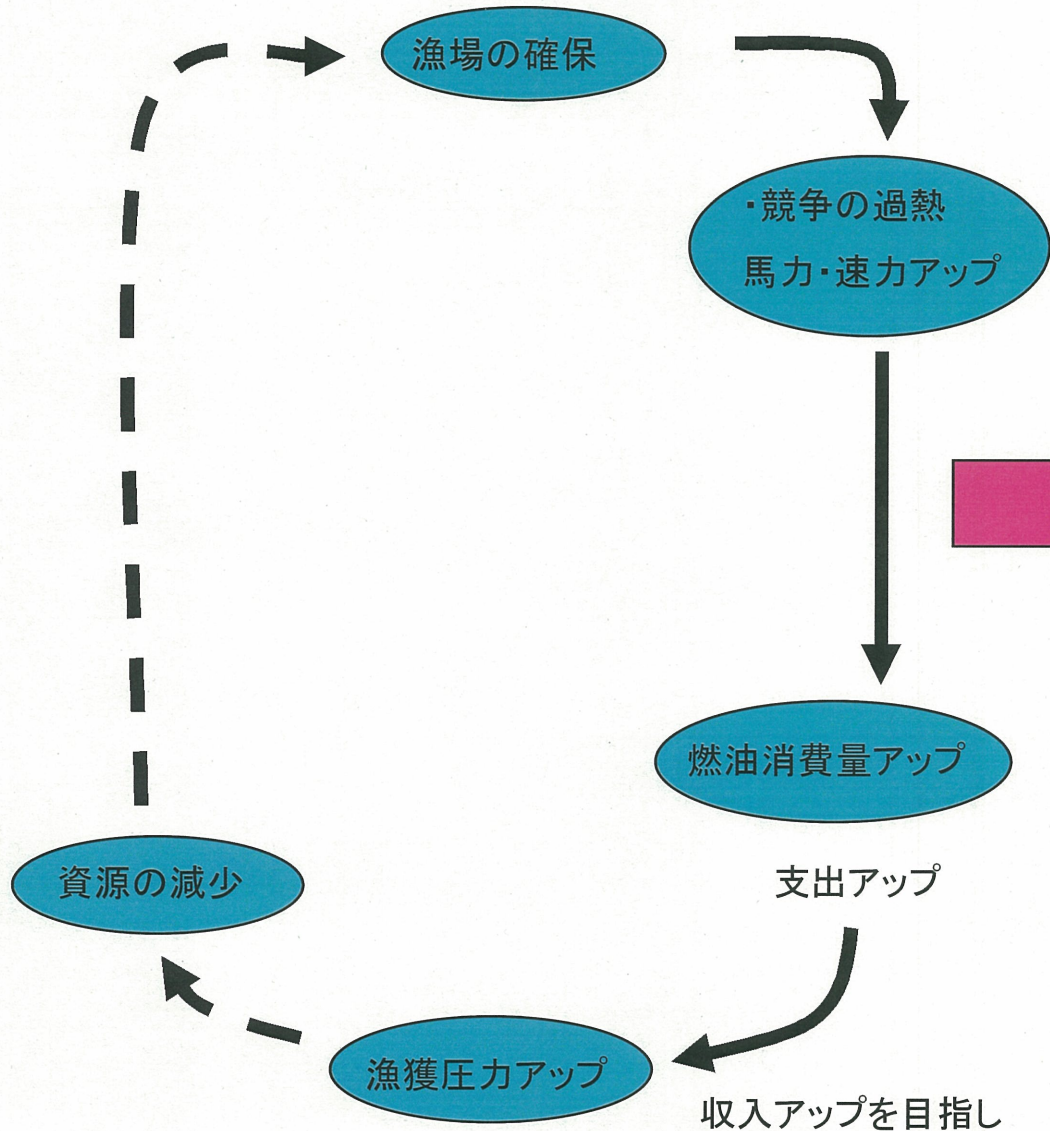 漁場の確保
・競争の過熱
馬力・速力アップ
燃油消費量アップ
支出アップ
収入アップを目指し
漁獲圧力アップ
資源の減少